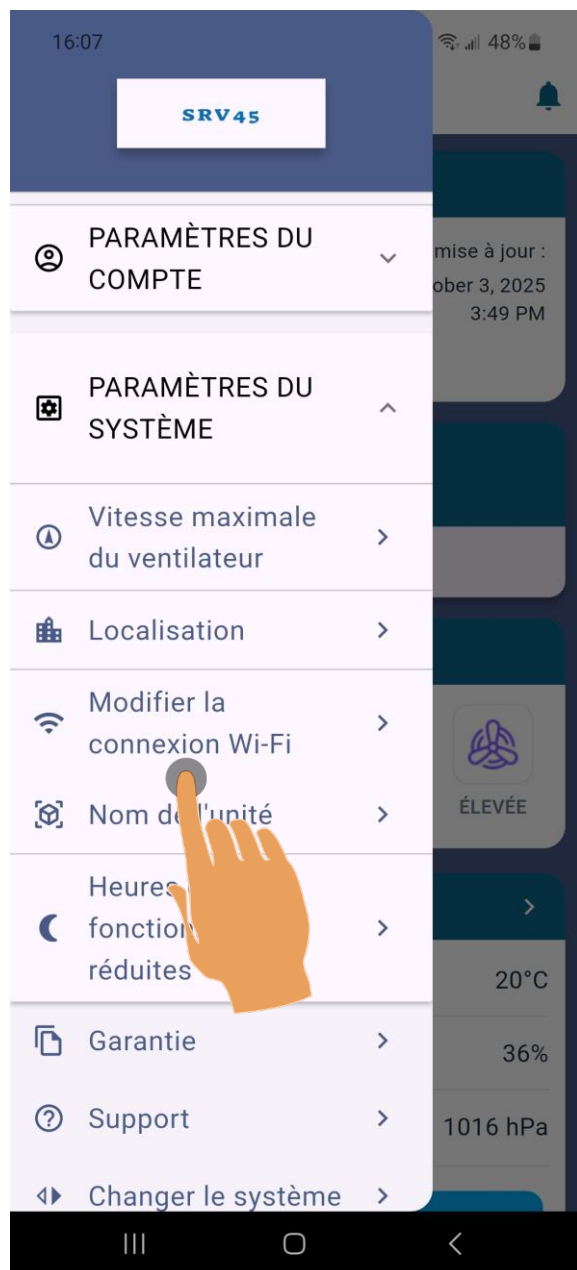 16:07
48%
SRV45
PARAMÈTRES DU
COMPTE
mise à jour :
ober 3, 2025
3:49 PM
PARAMÈTRES DU
SYSTÈME
Vitesse maximale
du ventilateur
Localisation
Modifier la
connexion Wi-Fi
ÉLEVÉE
Nom de l'unité
Heures
fonction
réduites
20°C
Garantie
36%
Support
1016 hPa
Changer le système